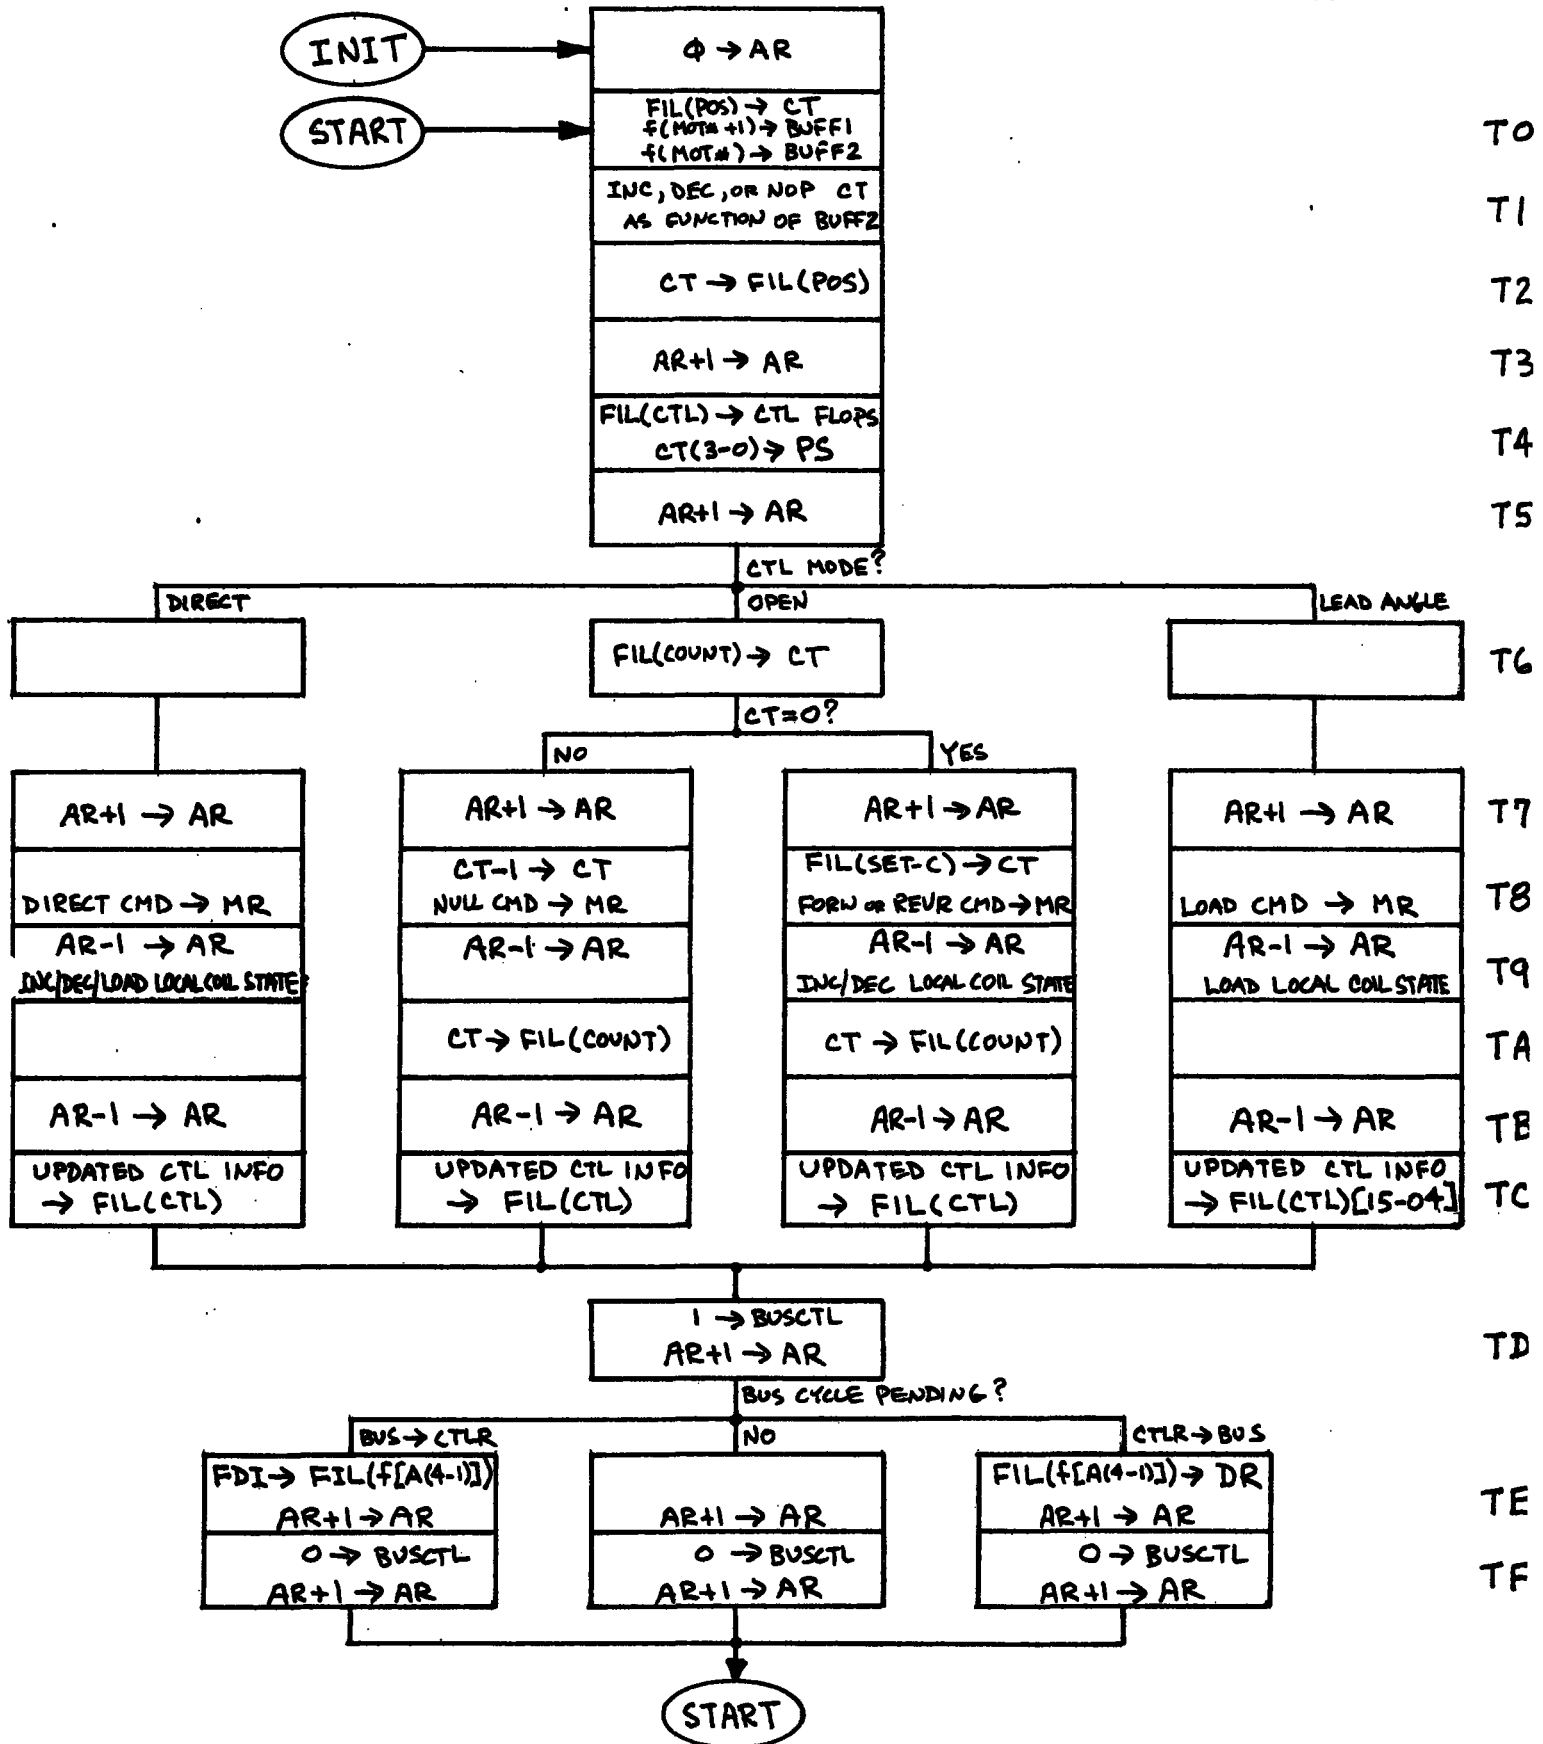 INIT
φ → AR
START
FIL(POS) → CT
f(MOT# +1) → BUFF1
f(MOT#) → BUFF2
T0
INC, DEC, OR NOP CT
AS FUNCTION OF BUFF2
T1
CT → FIL(POS)
T2
AR+1 → AR
T3
FIL(CTL) → CTL FLOPS
CT(3-0) → PS
T4
AR+1 → AR
T5
CTL MODE?
DIRECT
OPEN
LEAD ANGLE
FIL(COUNT) → CT
T6
CT=0?
NO
YES
AR+1 → AR
AR+1 → AR
AR+1 → AR
AR+1 → AR
T7
DIRECT CMD → MR
CT-1 → CT
NULL CMD → MR
FIL(SET-C) → CT
FORW OR REVR CMD → MR
LOAD CMD → MR
T8
AR-1 → AR
INC/DEC/LOAD LOCAL COIL STATE
AR-1 → AR
AR-1 → AR
INC/DEC LOCAL COIL STATE
AR-1 → AR
LOAD LOCAL COIL STATE
T9
CT → FIL(COUNT)
CT → FIL(COUNT)
TA
AR-1 → AR
AR-1 → AR
AR-1 → AR
AR-1 → AR
TB
UPDATED CTL INFO
→ FIL(CTL)
UPDATED CTL INFO
→ FIL(CTL)
UPDATED CTL INFO
→ FIL(CTL)
UPDATED CTL INFO
→ FIL(CTL)[15-04]
TC
1 → BUSCTL
AR+1 → AR
TD
BUS CYCLE PENDING?
BUS → CTLR
NO
CTLR → BUS
FDI → FIL(f[A(4-1)])
AR+1 → AR
AR+1 → AR
FIL(f[A(4-1)]) → DR
AR+1 → AR
TE
0 → BUSCTL
AR+1 → AR
0 → BUSCTL
AR+1 → AR
0 → BUSCTL
AR+1 → AR
TF
START